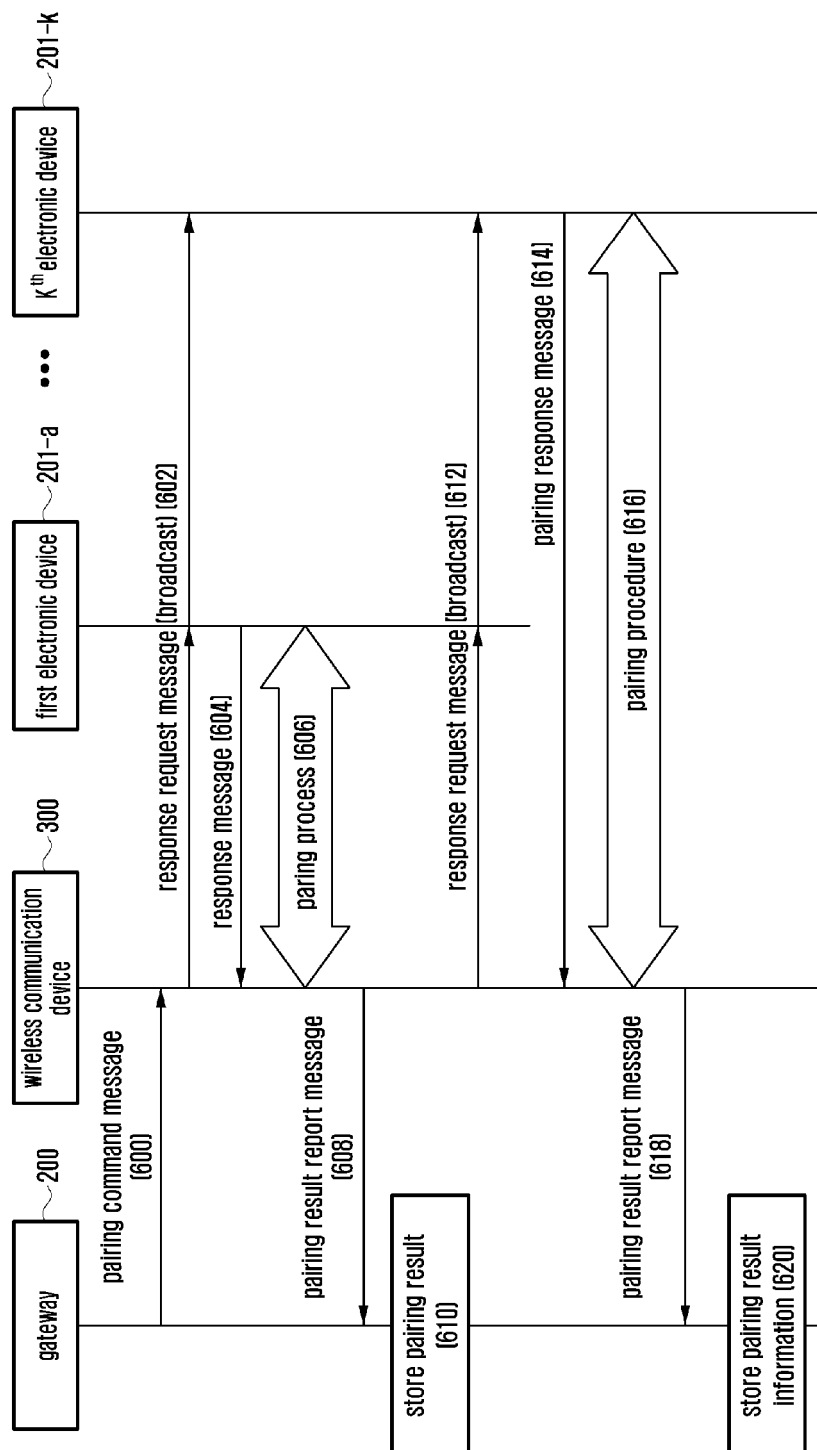 gateway
200
wireless communication
device
300
first electronic device
201-a
•••
Kth electronic device
201-k
pairing command message
(600)
response request message (broadcast) (602)
response message (604)
paring process (606)
pairing result report message
(608)
store pairing result
(610)
response request message (broadcast) (612)
pairing response message (614)
pairing procedure (616)
pairing result report message
(618)
store pairing result
information (620)